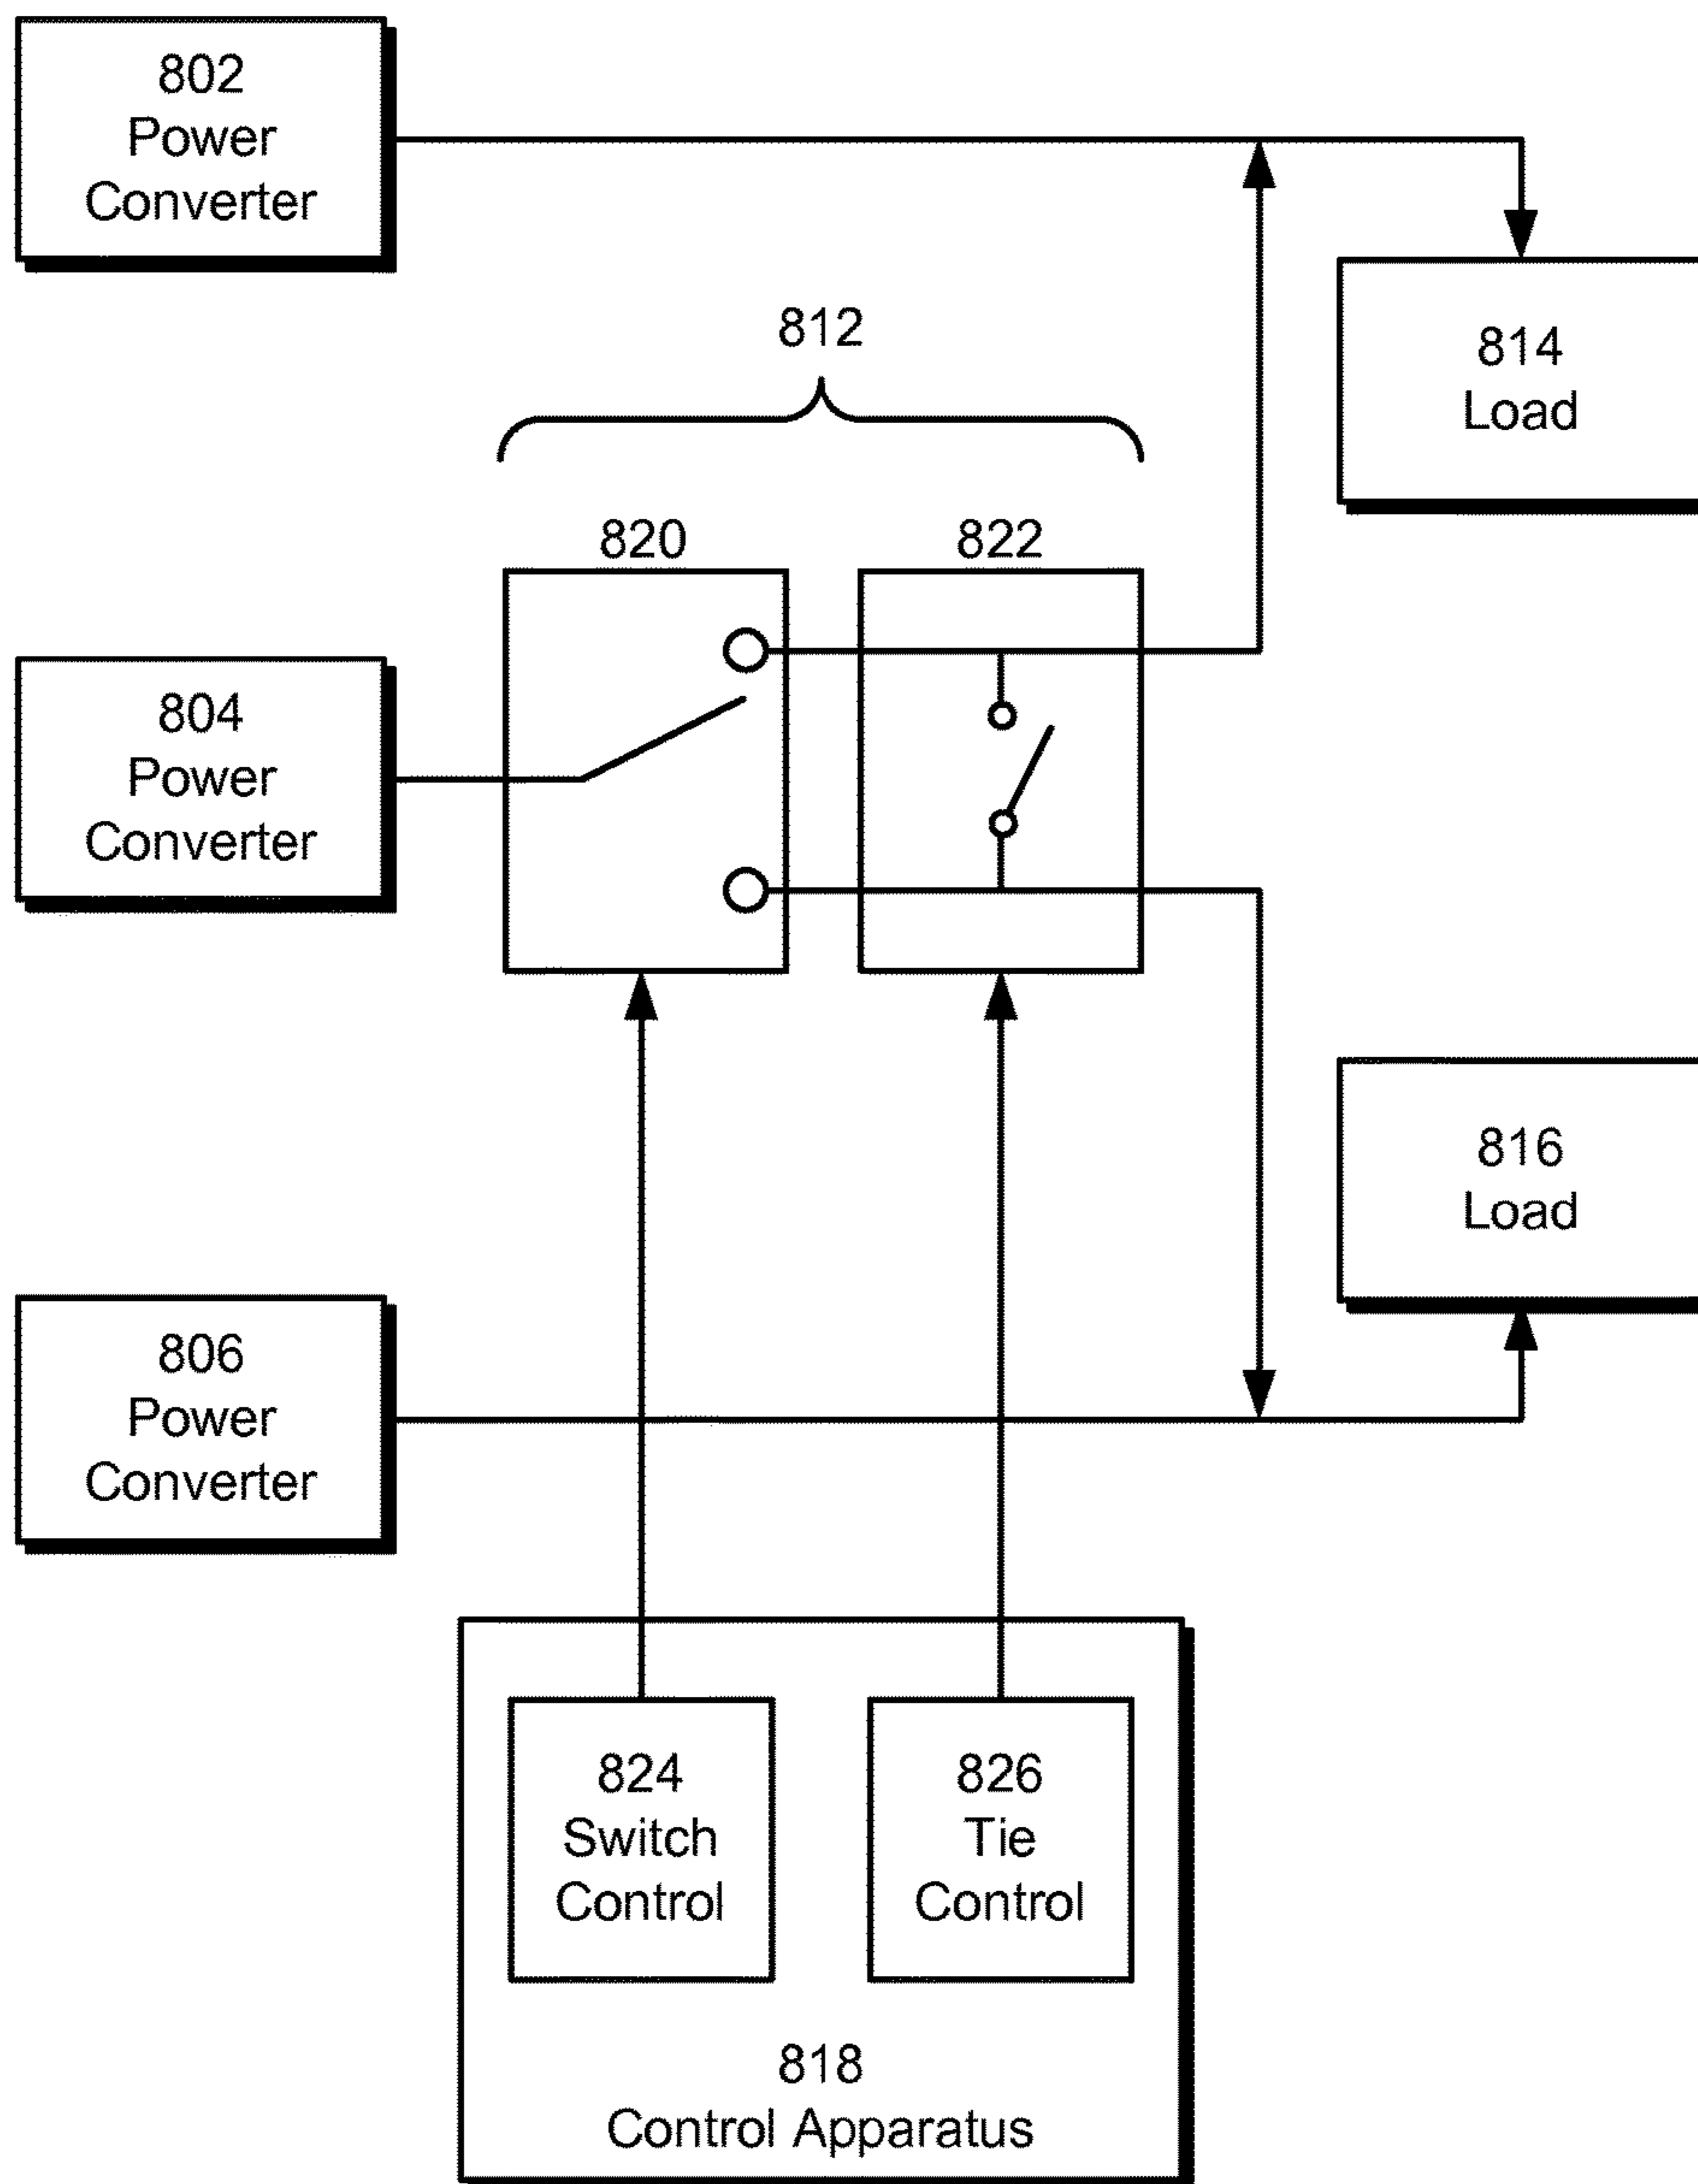 802
Power
Converter
812
814
Load
820
822
804
Power
Converter
816
Load
806
Power
Converter
824
Switch
Control
826
Tie
Control
818
Control Apparatus